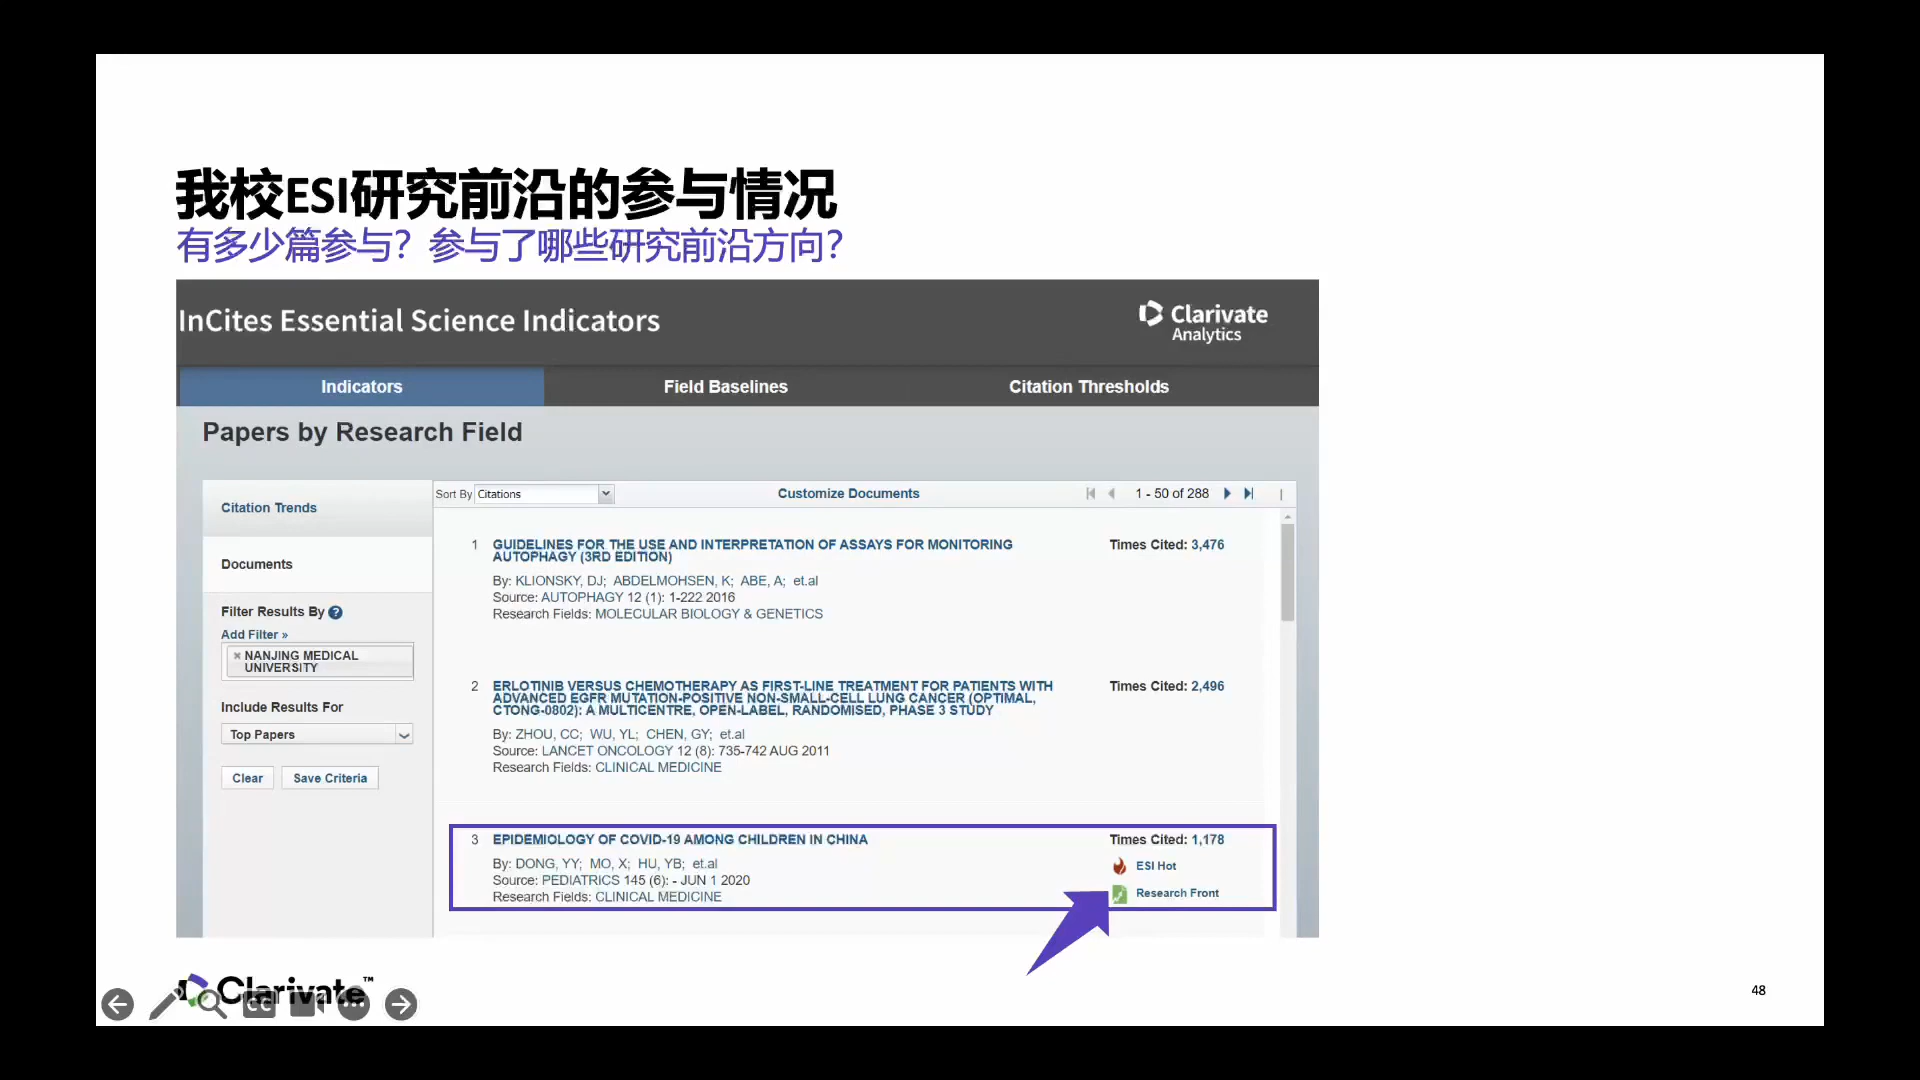 我校ESI研究前沿的参与情况
有多少篇参与？参与了哪些研究前沿方向？
InCites Essential Science Indicators
Clarivate
Analytics
Indicators
Field Baselines
Citation Thresholds
Papers by Research Field
Citation Trends
Documents
Filter Results By ?
Add Filter »
× NANJING MEDICAL
UNIVERSITY
Include Results For
Top Papers
Clear
Save Criteria
Sort By Citations
Customize Documents
1 - 50 of 288
1 GUIDELINES FOR THE USE AND INTERPRETATION OF ASSAYS FOR MONITORING
AUTOPHAGY (3RD EDITION)
Times Cited: 3,476
By: KLIONSKY, DJ; ABDELMOHSEN, K; ABE, A; et.al
Source: AUTOPHAGY 12 (1): 1-222 2016
Research Fields: MOLECULAR BIOLOGY & GENETICS
2 ERLOTINIB VERSUS CHEMOTHERAPY AS FIRST-LINE TREATMENT FOR PATIENTS WITH
ADVANCED EGFR MUTATION-POSITIVE NON-SMALL-CELL LUNG CANCER (OPTIMAL,
CTONG-0802): A MULTICENTRE, OPEN-LABEL, RANDOMISED, PHASE 3 STUDY
Times Cited: 2,496
By: ZHOU, CC; WU, YL; CHEN, GY; et.al
Source: LANCET ONCOLOGY 12 (8): 735-742 AUG 2011
Research Fields: CLINICAL MEDICINE
3 EPIDEMIOLOGY OF COVID-19 AMONG CHILDREN IN CHINA
Times Cited: 1,178
By: DONG, YY; MO, X; HU, YB; et.al
ESI Hot
Source: PEDIATRICS 145 (6): - JUN 1 2020
Research Fields: CLINICAL MEDICINE
Research Front
Clarivate™
CC
48